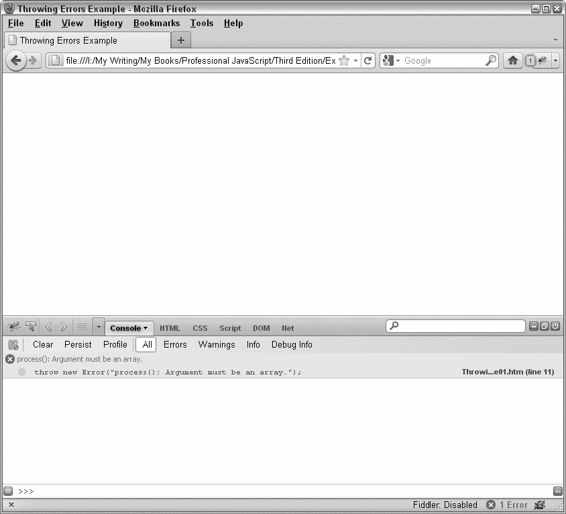 Throwing Errors Example - Mozilla Firefox
File Edit View History Bookmarks Tools Help
Throwing Errors Example
file:///I:/My Writing/My Books/Professional JavaScript/Third Edition/Ex
Google
1
Console HTML CSS Script DOM Net
Clear Persist Profile All Errors Warnings Info Debug Info
process(): Argument must be an array.
throw new Error("process(): Argument must be an array."); Throwi...e01.htm (line 11)
>>>
Fiddler: Disabled 1 Error